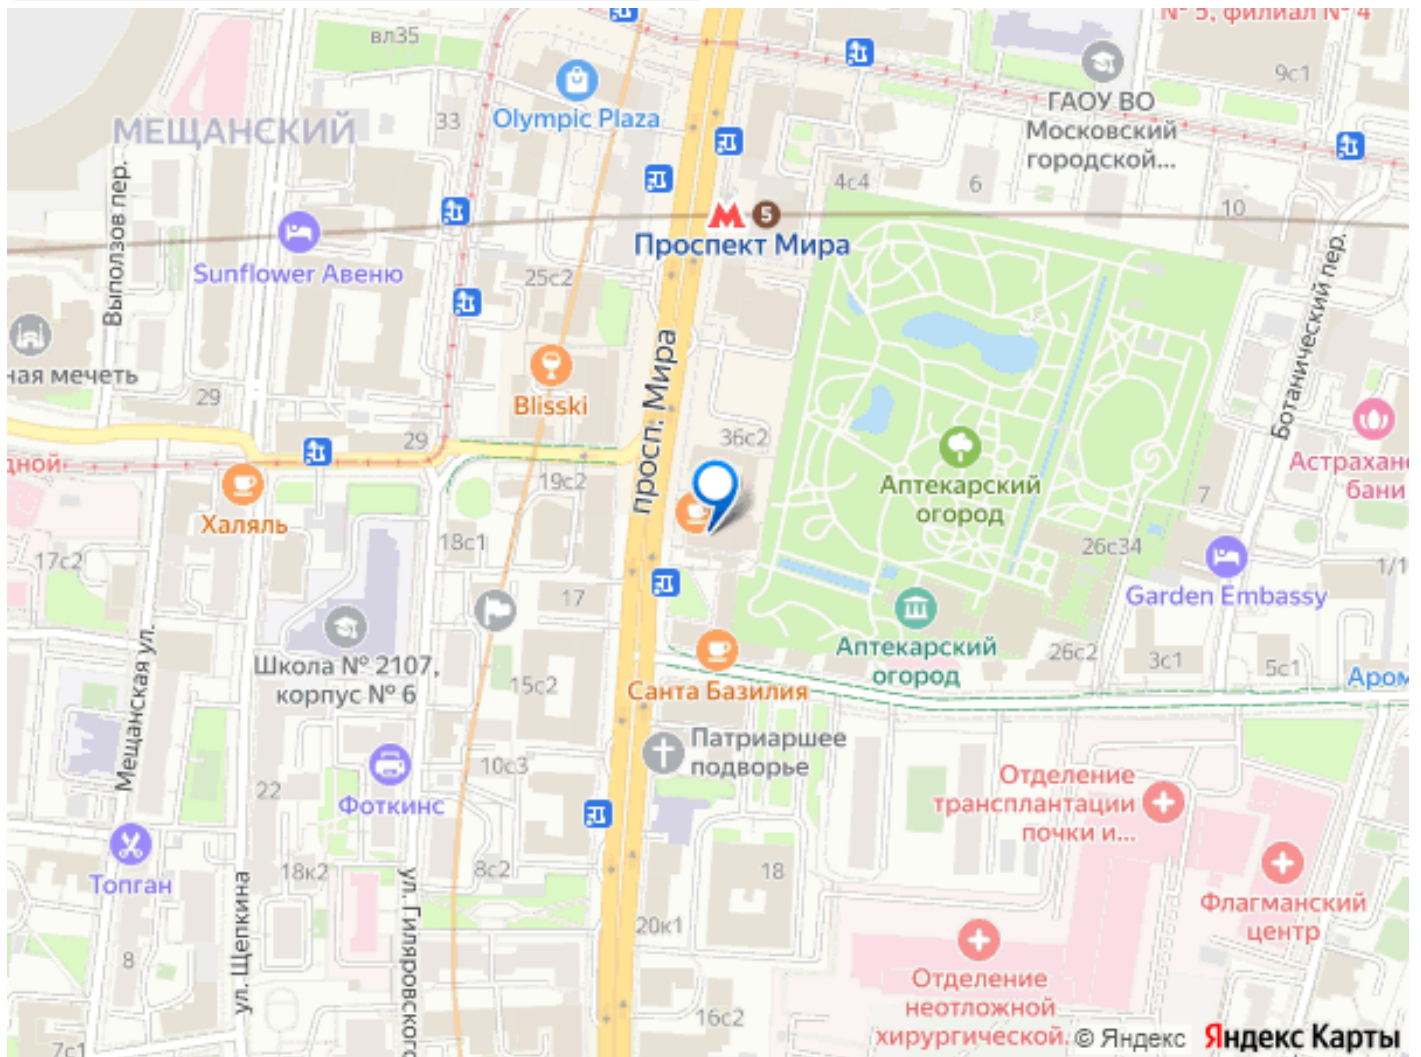 № 5, филиал № 4
вл35
9с1
Olympic Plaza
ГАОУ ВО
Московский
городской...
МЕЩАНСКИЙ
33
Выползов пер.
4с4
6
10
5
Проспект Мира
Sunflower Авеню
25с2
Ботанический пер.
ная мечеть
29
Blisski
просп. Мира
36с2
29
дной
Халяль
19с2
Аптекарский
огород
7
Астраханс
бани
17с2
18с1
26с34
1/1
17
Garden Embassy
Школа № 2107,
корпус № 6
Мещанская ул.
15с2
Санта Базилия
Аптекарский
огород
26с2
3с1
5с1
Аром
Патриаршее
подворье
10с3
22
Фоткинс
Отделение
трансплантации
почки и...
Топган
18к2
8с2
18
Флагманский
центр
ул. Щепкина
ул. Гиляровского
20к1
8
Отделение
неотложной
хирургической.
16с2
7с1
© Яндекс
Яндекс Карты